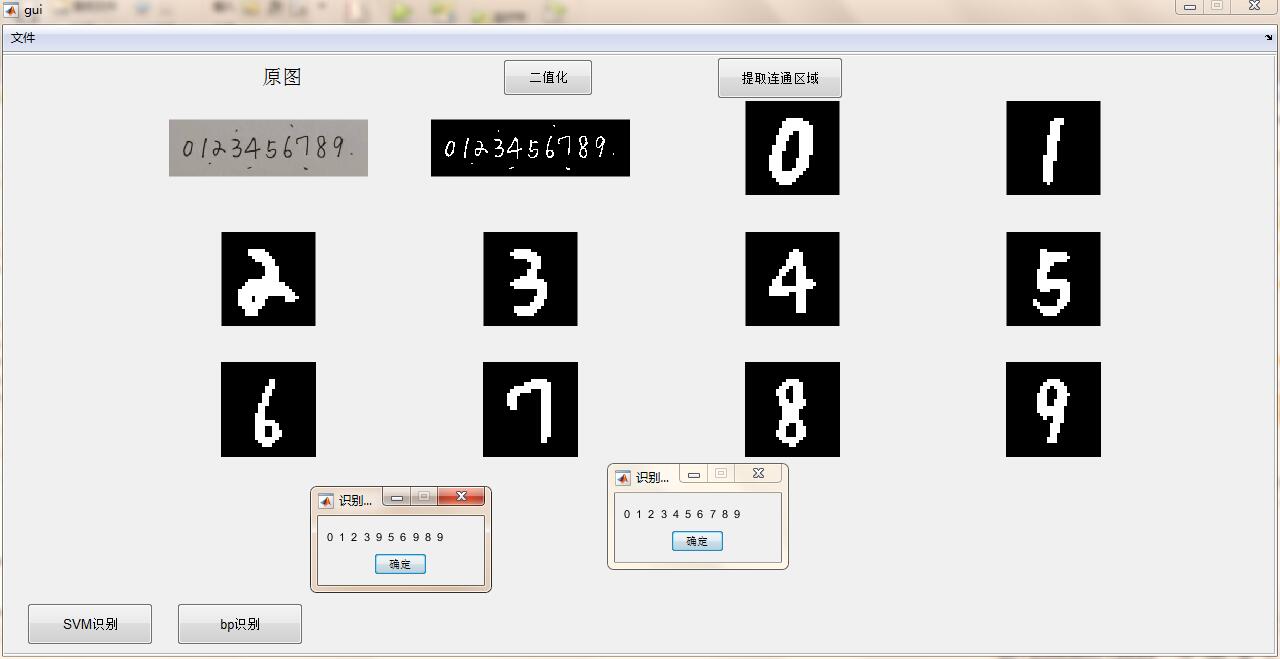 gui
文件
原图
二值化
提取连通区域
0123456789.
0123456789.
0
1
2
3
4
5
6
7
8
9
识别...
0 1 2 3 9 5 6 9 8 9
确定
识别...
0 1 2 3 4 5 6 7 8 9
确定
SVM识别
bp识别